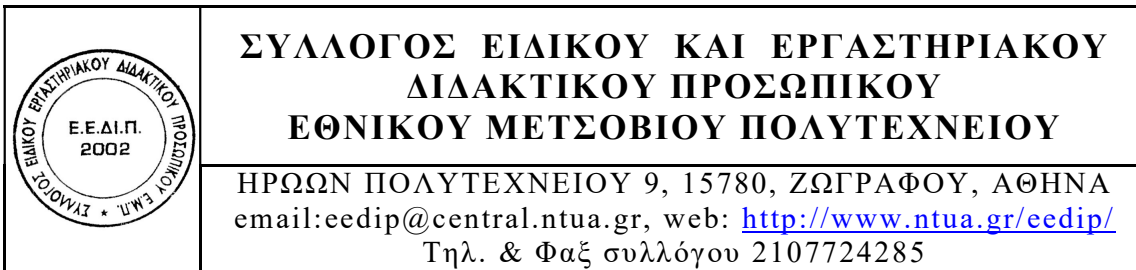 ΣΥΛΛΟΓΟΣ ΕΙΔΙΚΟΥ ΕΡΓΑΣΤΗΡΙΑΚΟΥ ΔΙΔΑΚΤΙΚΟΥ ΠΡΟΣΩΠΙΚΟΥ Ε.Μ.Π. *
Ε.Ε.ΔΙ.Π.
2002
ΣΥΛΛΟΓΟΣ ΕΙΔΙΚΟΥ ΚΑΙ ΕΡΓΑΣΤΗΡΙΑΚΟΥ
ΔΙΔΑΚΤΙΚΟΥ ΠΡΟΣΩΠΙΚΟΥ
ΕΘΝΙΚΟΥ ΜΕΤΣΟΒΙΟΥ ΠΟΛΥΤΕΧΝΕΙΟΥ
ΗΡΩΩΝ ΠΟΛΥΤΕΧΝΕΙΟΥ 9, 15780, ΖΩΓΡΑΦΟΥ, ΑΘΗΝΑ
email:eedip@central.ntua.gr, web: http://www.ntua.gr/eedip/
Τηλ. & Φαξ συλλόγου 2107724285